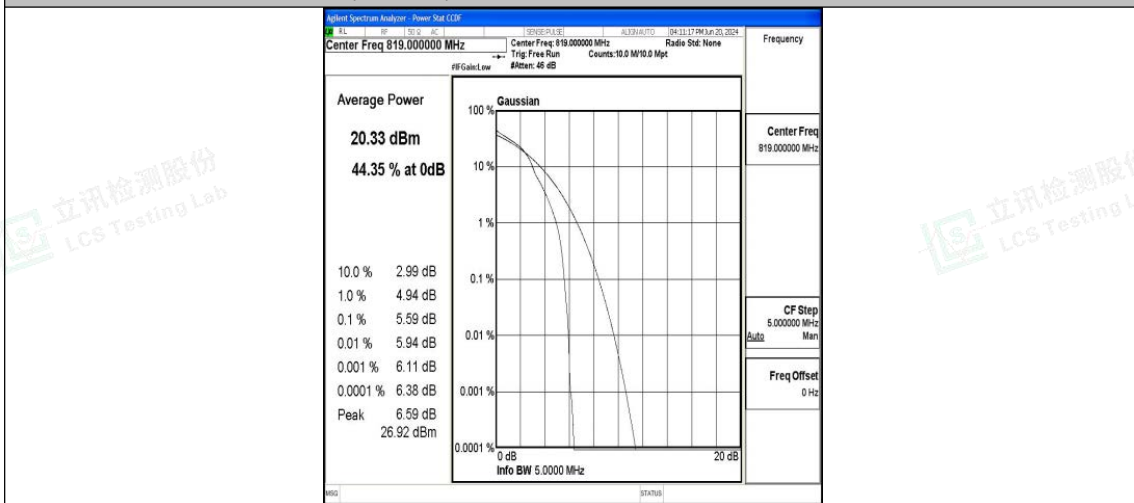 Agilent Spectrum Analyzer - Power Stat CCDF
RL RF 50 Ω AC SENSE:PULSE ALIGNAUTO 04:11:17 PM Jun 20, 2024
Center Freq 819.000000 MHz
Center Freq: 819.000000 MHz Radio Std: None
Trig: Free Run Counts:10.0 M/10.0 Mpt
#IFGain:Low #Atten: 46 dB
Frequency
Average Power
20.33 dBm
44.35 % at 0dB
10.0 % 2.99 dB
1.0 % 4.94 dB
0.1 % 5.59 dB
0.01 % 5.94 dB
0.001 % 6.11 dB
0.0001 % 6.38 dB
Peak 6.59 dB
26.92 dBm
Gaussian
100 %
10 %
1 %
0.1 %
0.01 %
0.001 %
0.0001 %
0 dB 20 dB
Info BW 5.0000 MHz
Center Freq
819.000000 MHz
CF Step
5.000000 MHz
Auto Man
Freq Offset
0 Hz
MSG STATUS
立讯检测股份
LCS Testing Lab
立讯检测股份
LCS Testing L